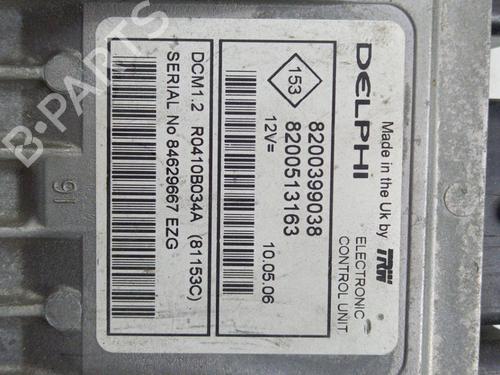 DELPHI
Made in the Uk by TRW
153
8200399038
8200513163
12V=
10.05.06
ELECTRONIC
CONTROL UNIT
DCM1.2 R0410B034A (81153C)
SERIAL No 84629667 EZG
16
B-PARTS